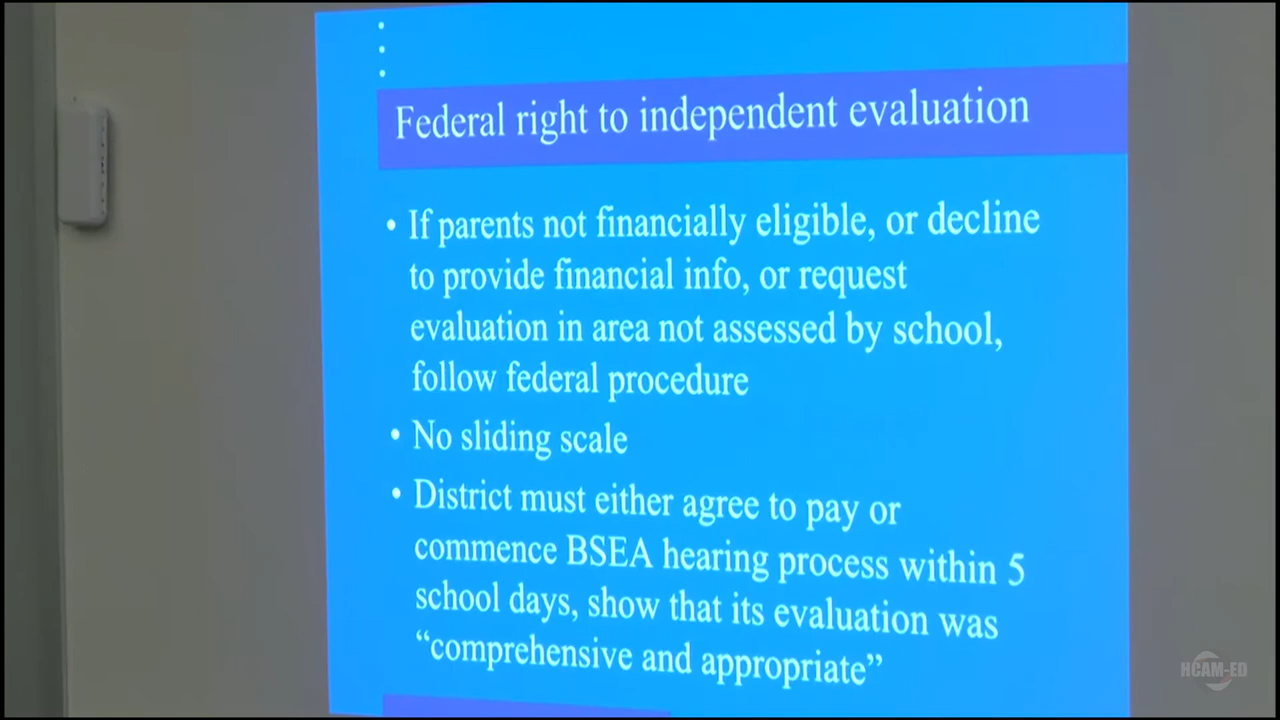 Federal right to independent evaluation
• If parents not financially eligible, or decline
to provide financial info, or request
evaluation in area not assessed by school,
follow federal procedure
• No sliding scale
• District must either agree to pay or
commence BSEA hearing process within 5
school days, show that its evaluation was
“comprehensive and appropriate”
HCAM-ED